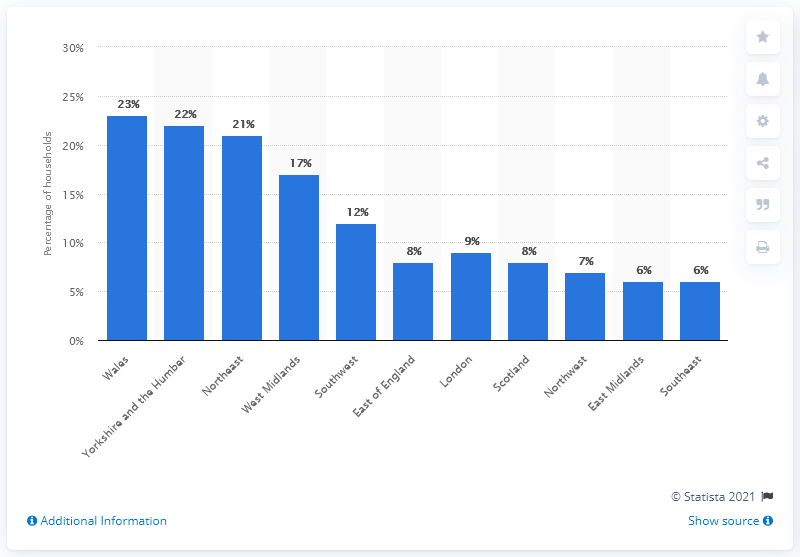 30%
25%
20%
15%
10%
5%
0%
Percentage of households
23%
22%
21%
17%
12%
8%
9%
8%
7%
6%
6%
Wales
Yorkshire and the Humber
Northeast
West Midlands
Southwest
East of England
London
Scotland
Northwest
East Midlands
Southeast
© Statista 2021
Additional Information
Show source